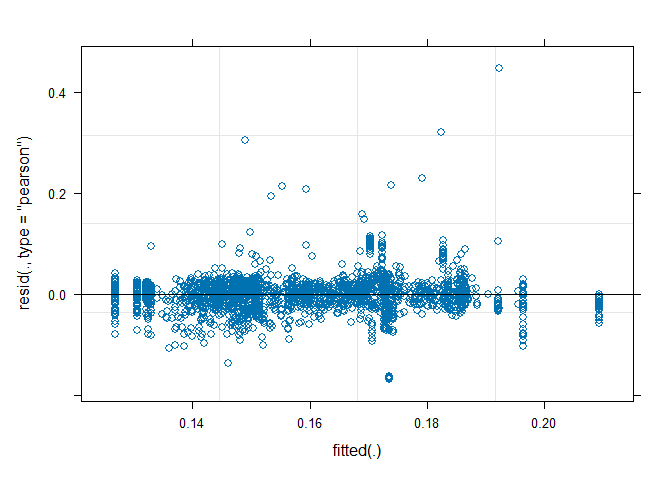 0.4
0.2
0.0
resid(., type = "pearson")
0.14 0.16 0.18 0.20
fitted(.)